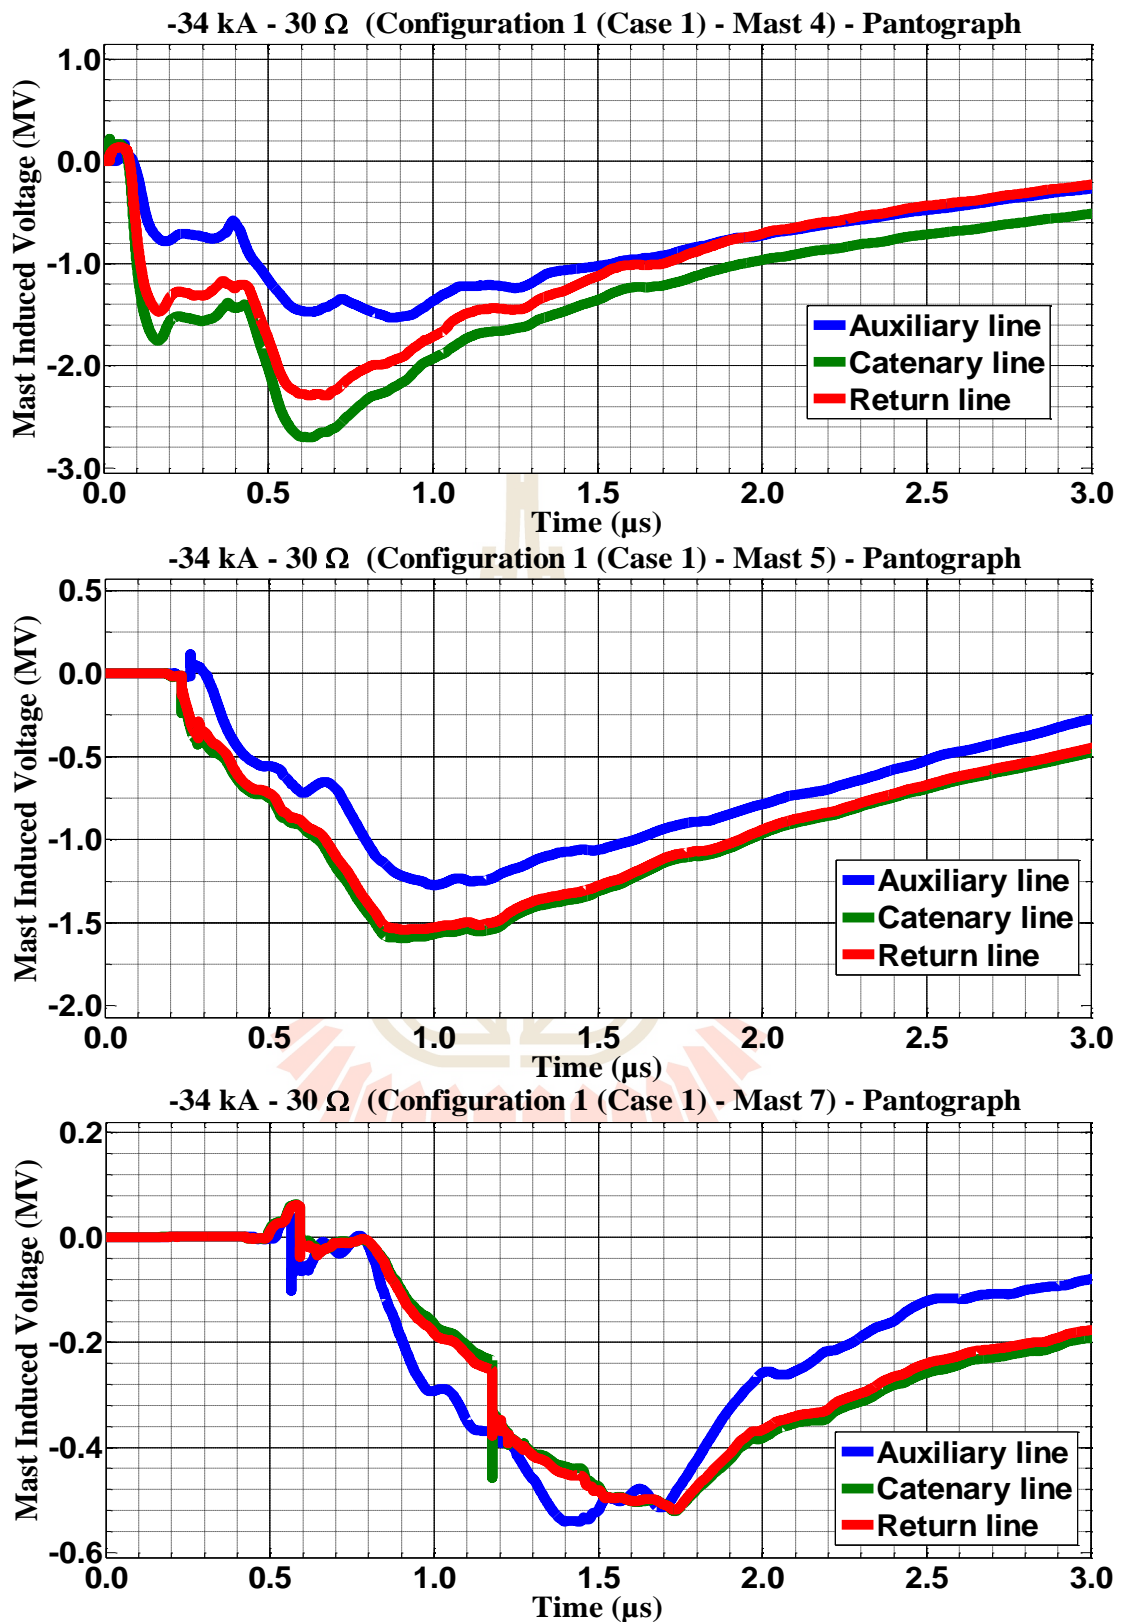 -34 kA - 30 Ω (Configuration 1 (Case 1) - Mast 4) - Pantograph
Mast Induced Voltage (MV)
1.0
0.0
-1.0
-2.0
-3.0
Auxiliary line
Catenary line
Return line
0.0 0.5 1.0 1.5 2.0 2.5 3.0
Time (µs)
-34 kA - 30 Ω (Configuration 1 (Case 1) - Mast 5) - Pantograph
Mast Induced Voltage (MV)
0.5
0.0
-0.5
-1.0
-1.5
-2.0
Auxiliary line
Catenary line
Return line
0.0 0.5 1.0 1.5 2.0 2.5 3.0
Time (µs)
-34 kA - 30 Ω (Configuration 1 (Case 1) - Mast 7) - Pantograph
Mast Induced Voltage (MV)
0.2
0.0
-0.2
-0.4
-0.6
Auxiliary line
Catenary line
Return line
0.0 0.5 1.0 1.5 2.0 2.5 3.0
Time (µs)